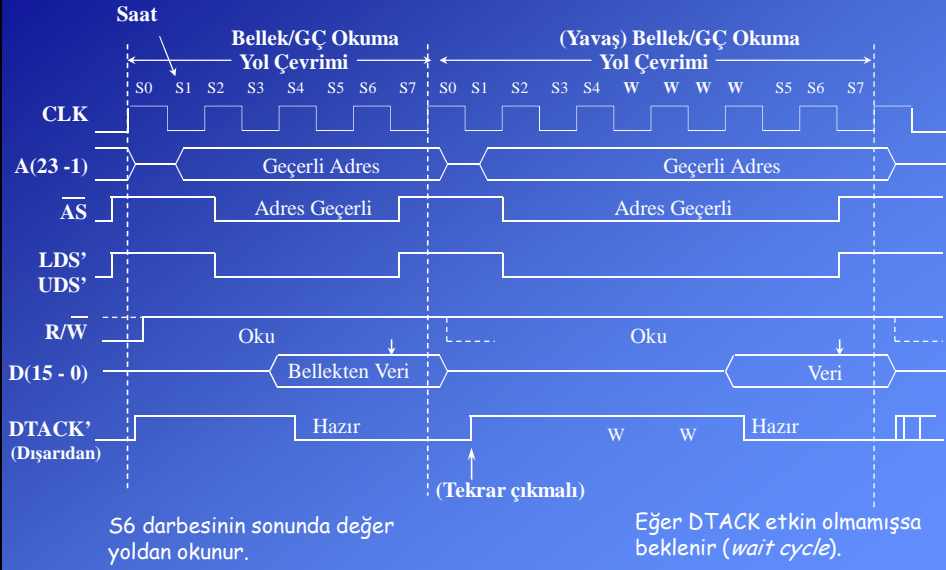 Saat
Bellek/GÇ Okuma
Yol Çevrimi
(Yavaş) Bellek/GÇ Okuma
Yol Çevrimi
S0 S1 S2 S3 S4 S5 S6 S7 S0 S1 S2 S3 S4 W W W W S5 S6 S7
CLK
A(23 -1) Geçerli Adres Geçerli Adres
AS Adres Geçerli Adres Geçerli
LDS’
UDS’
R/W Oku Oku
D(15 - 0) Bellekten Veri Veri
DTACK’ Hazır W W Hazır
(Dışarıdan)
(Tekrar çıkmalı)
S6 darbesinin sonunda değer
yoldan okunur.
Eğer DTACK etkin olmamışsa
beklenir (wait cycle).